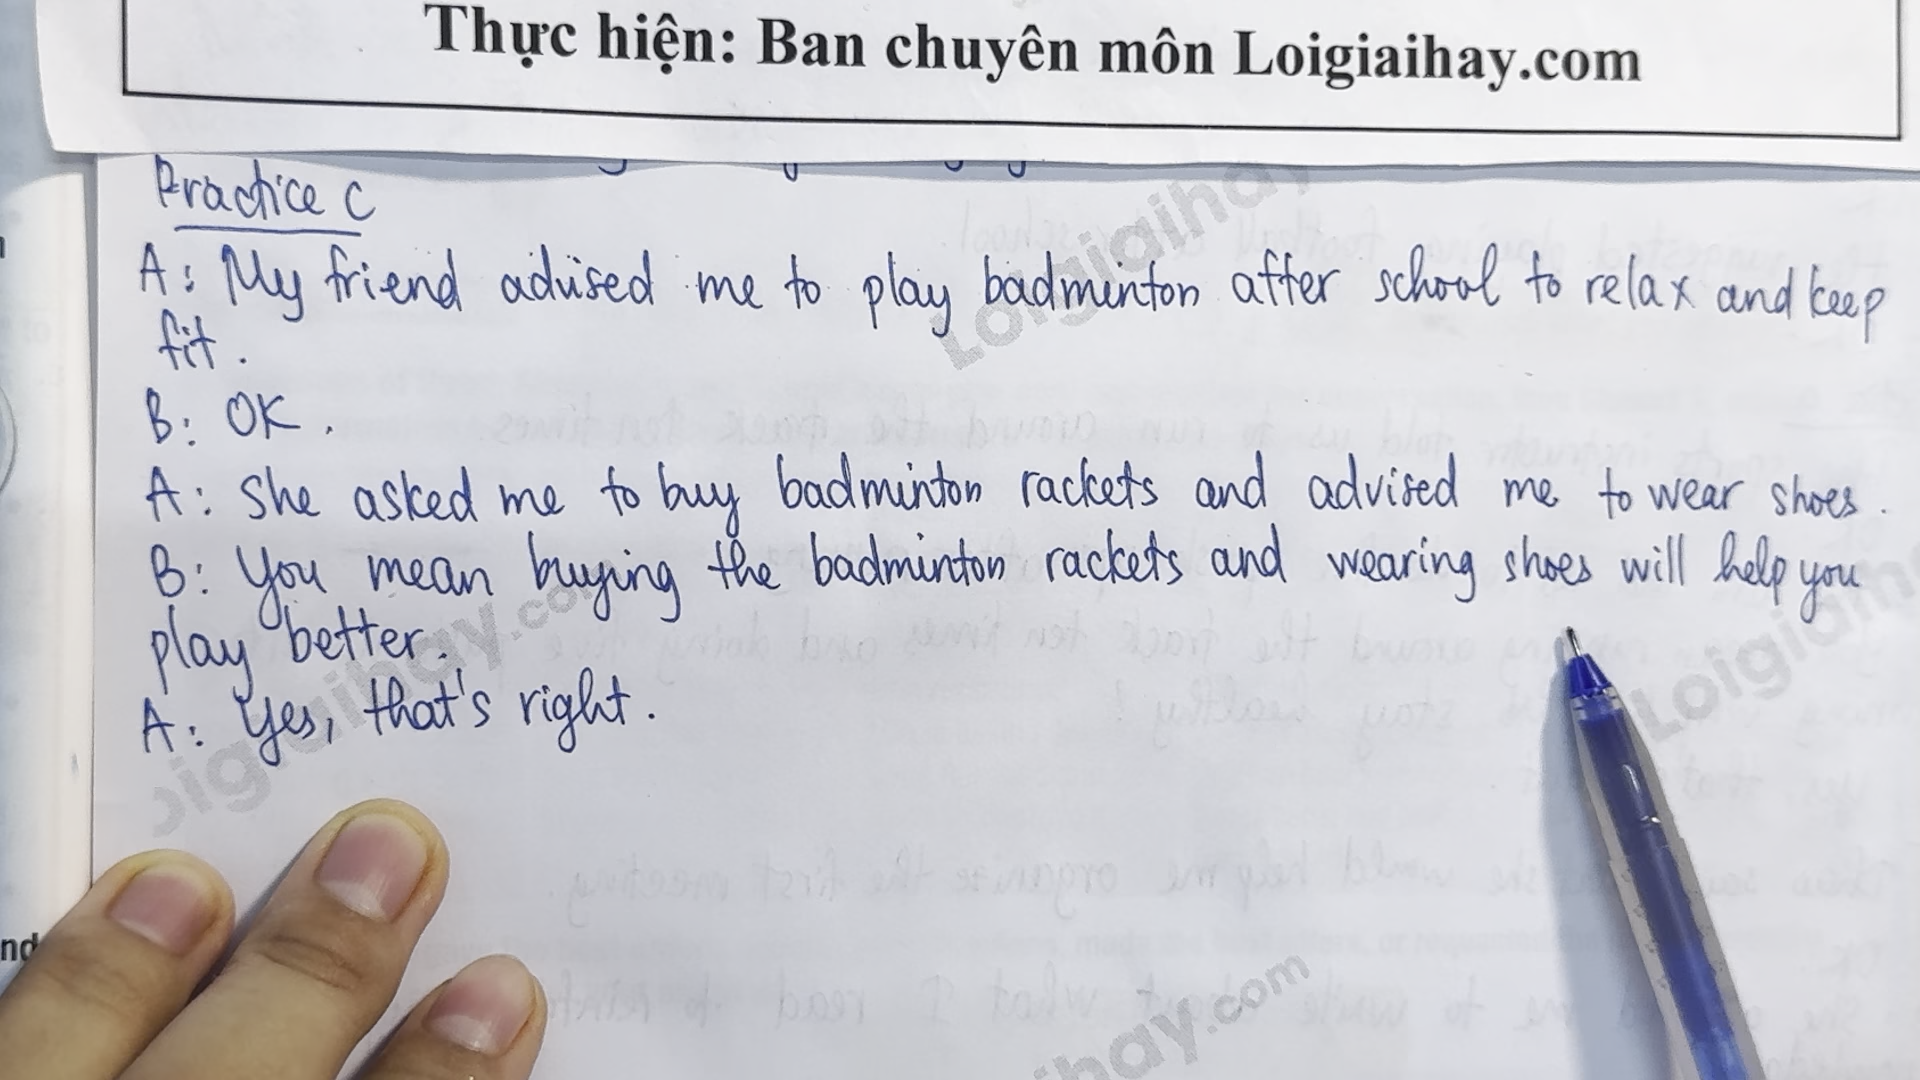 Thực hiện: Ban chuyên môn Loigiaihay.com
Practice C
A: My friend advised me to play badminton after school to relax and keep
fit.
B: OK.
A: She asked me to buy badminton rackets and advised me to wear shoes.
B: You mean buying the badminton rackets and wearing shoes will help you
play better.
A: Yes, that's right.